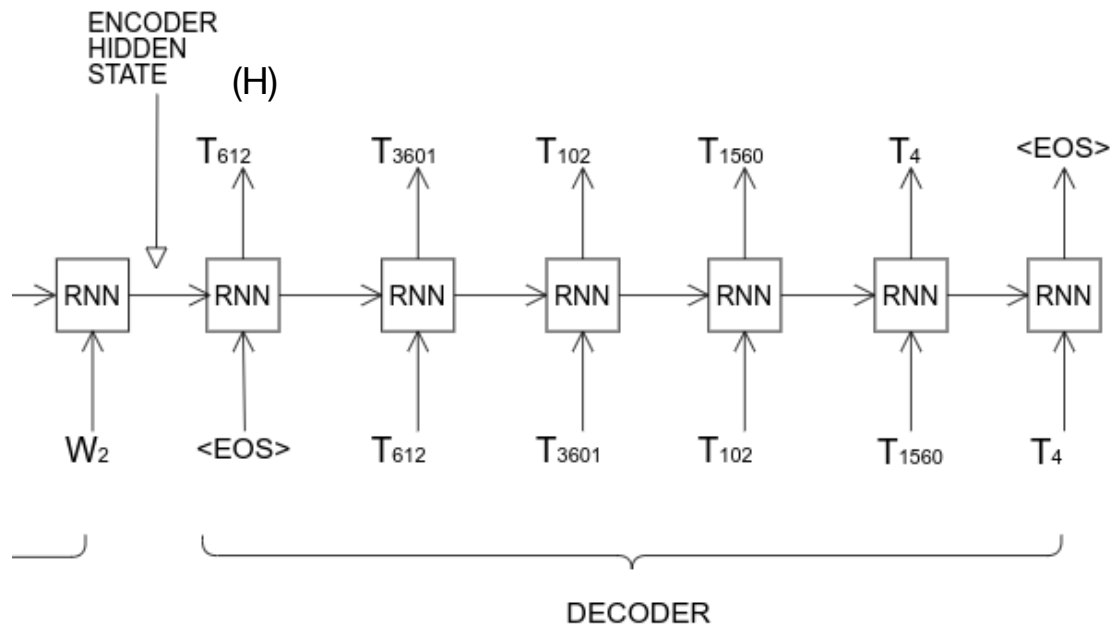 ENCODER
HIDDEN
STATE
(H)
T612 T3601 T102 T1560 T4 <EOS>
RNN RNN RNN RNN RNN RNN RNN
W2 <EOS> T612 T3601 T102 T1560 T4
DECODER